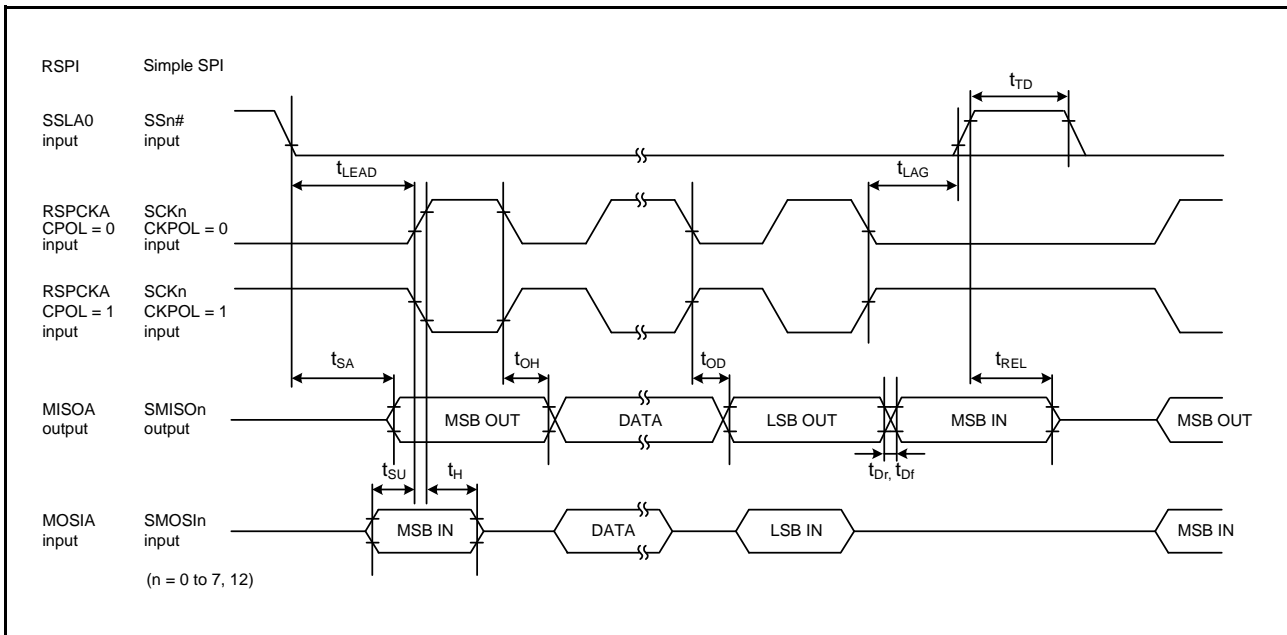 RSPI Simple SPI
tTD
SSLA0 SSn#
input input
tLEAD tLAG
RSPCKA SCKn
CPOL = 0 CKPOL = 0
input input
RSPCKA SCKn
CPOL = 1 CKPOL = 1
input input
tSA tOH tOD tREL
MISOA SMISOn
output output
MSB OUT DATA LSB OUT MSB IN MSB OUT
tSU tH tDr, tDf
MOSIA SMOSIn
input input
MSB IN DATA LSB IN MSB IN
(n = 0 to 7, 12)